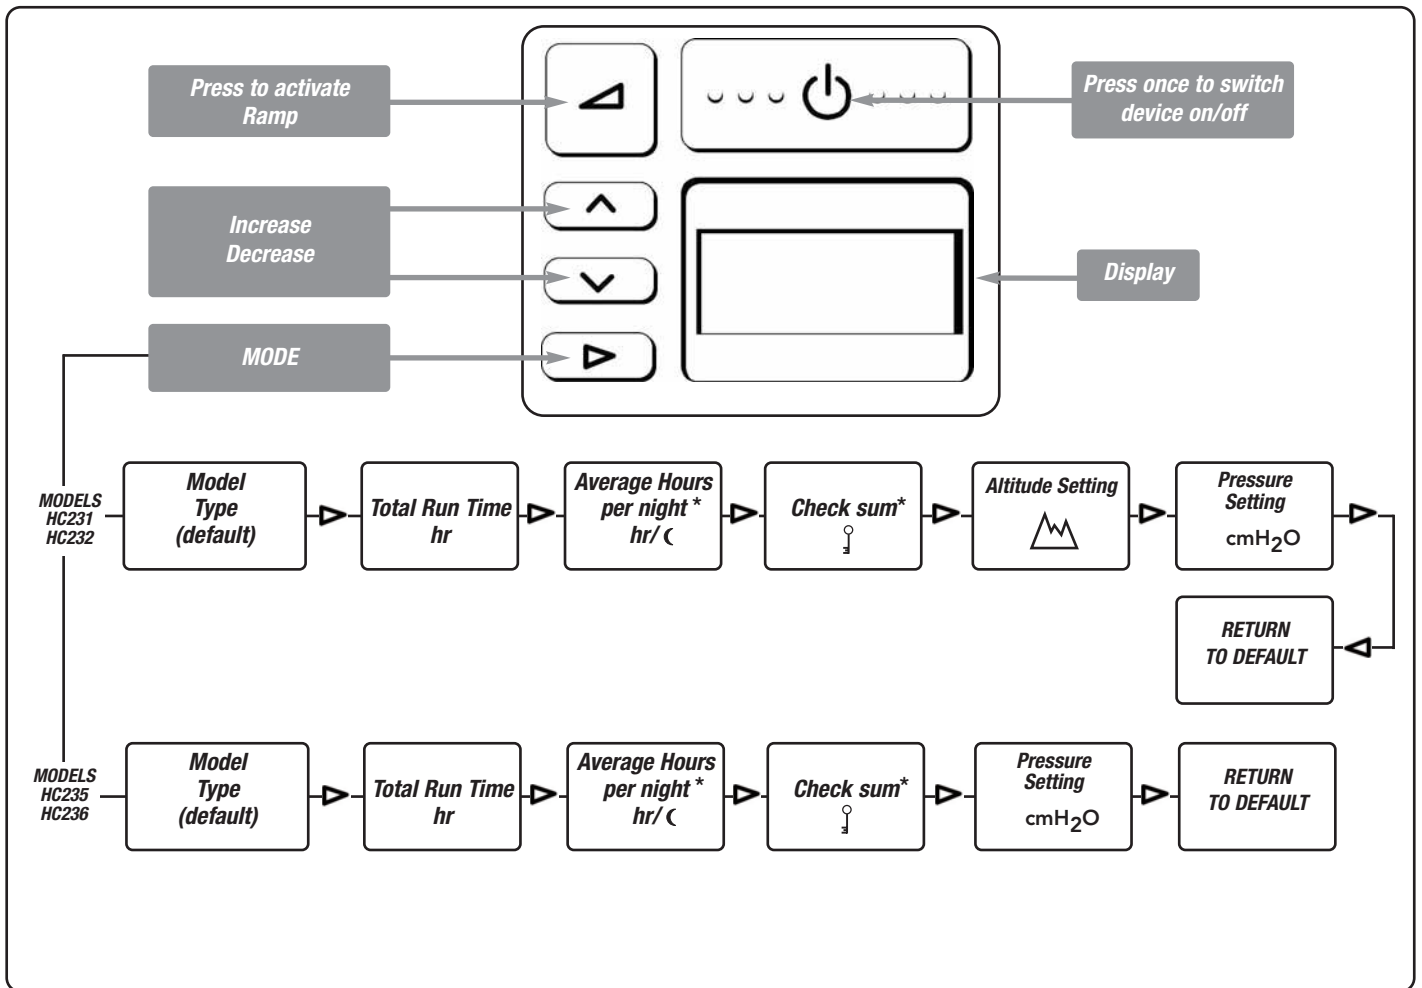 Press to activate
Ramp
Press once to switch
device on/off
Increase
Decrease
Display
MODE
MODELS
HC231
HC232
Model
Type
(default)
Total Run Time
hr
Average Hours
per night *
hr/☾
Check sum*
Altitude Setting
Pressure
Setting
cmH₂O
RETURN
TO DEFAULT
MODELS
HC235
HC236
Model
Type
(default)
Total Run Time
hr
Average Hours
per night *
hr/☾
Check sum*
Pressure
Setting
cmH₂O
RETURN
TO DEFAULT